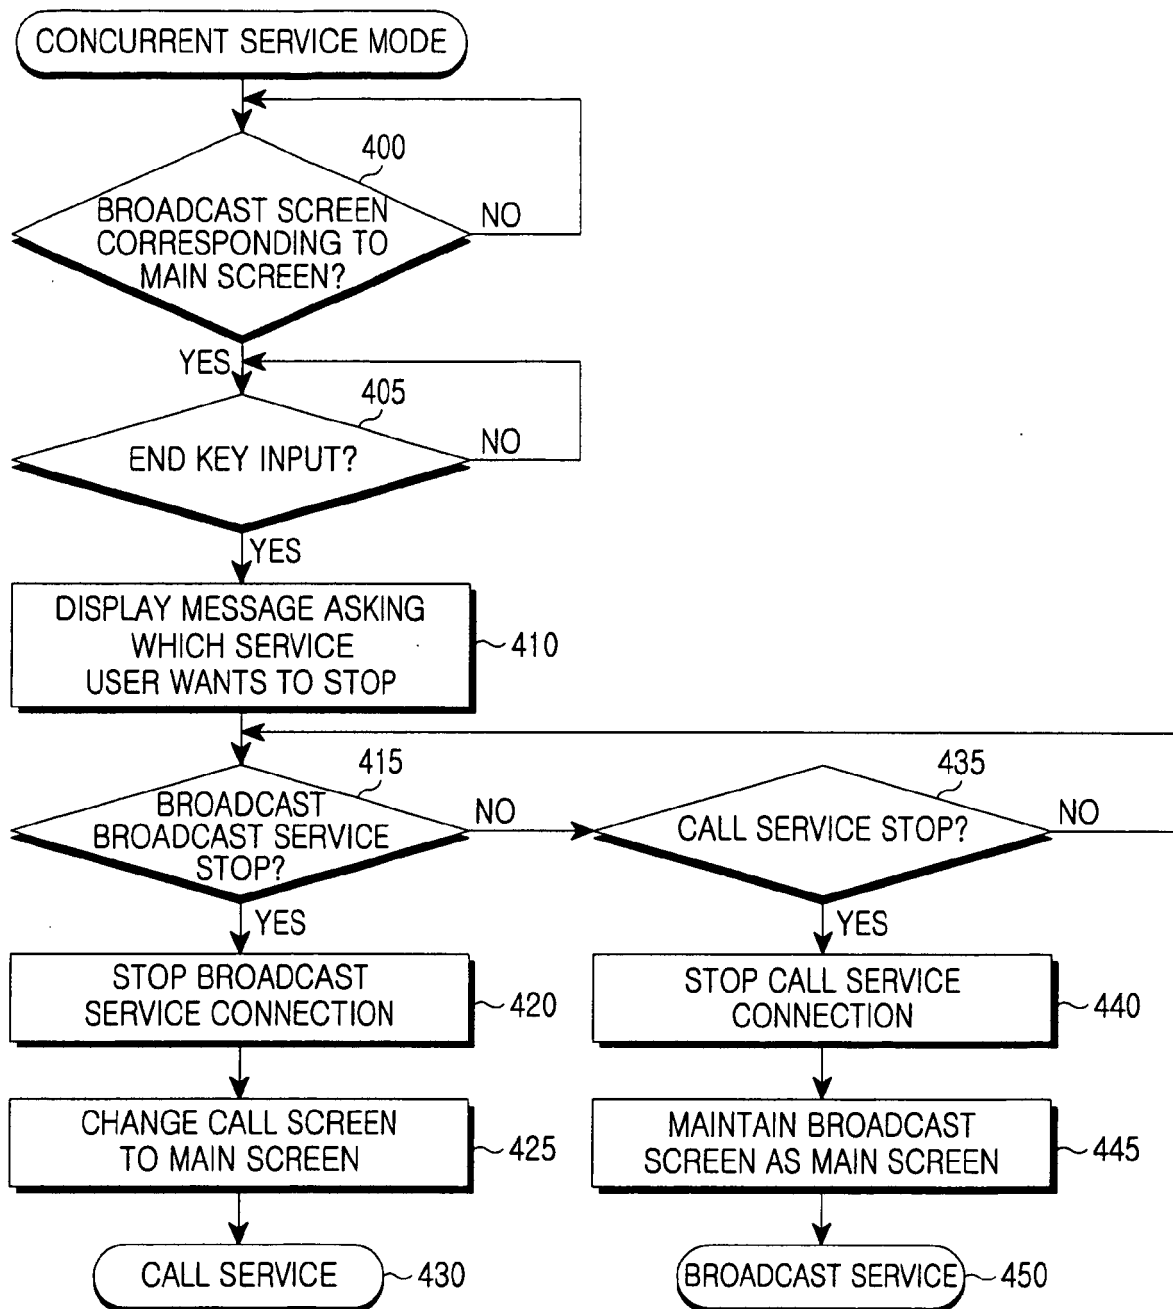 CONCURRENT SERVICE MODE
400
BROADCAST SCREEN
CORRESPONDING TO
MAIN SCREEN?
NO
YES
405
END KEY INPUT?
NO
YES
DISPLAY MESSAGE ASKING
WHICH SERVICE
USER WANTS TO STOP
410
415
BROADCAST
BROADCAST SERVICE
STOP?
NO
435
CALL SERVICE STOP?
NO
YES
YES
STOP BROADCAST
SERVICE CONNECTION
420
STOP CALL SERVICE
CONNECTION
440
CHANGE CALL SCREEN
TO MAIN SCREEN
425
MAINTAIN BROADCAST
SCREEN AS MAIN SCREEN
445
CALL SERVICE
430
BROADCAST SERVICE
450